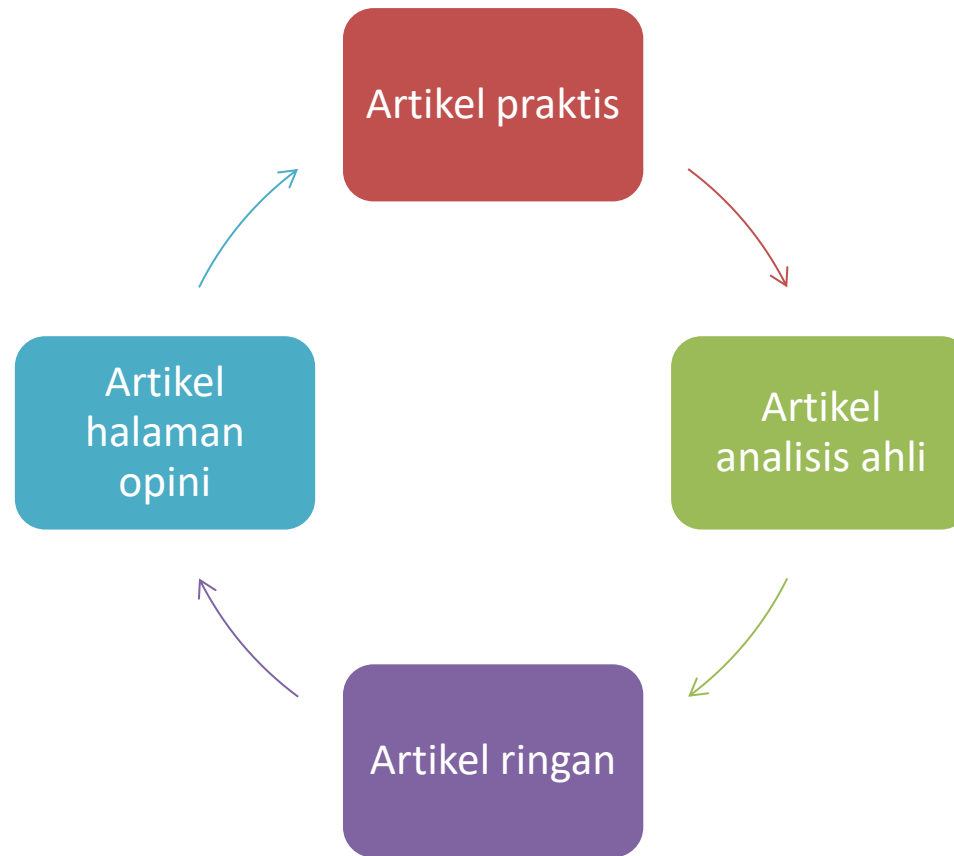 Artikel praktis
Artikel
analisis ahli
Artikel ringan
Artikel
halaman
opini